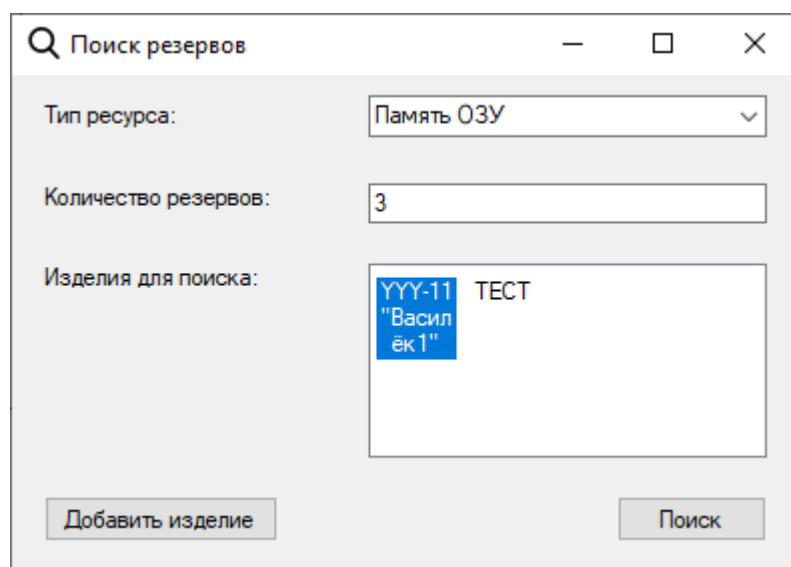 Поиск резервов
Тип ресурса:
Память ОЗУ
Количество резервов:
3
Изделия для поиска:
YYY-11
"Васил
ёк1"
ТЕСТ
Добавить изделие
Поиск